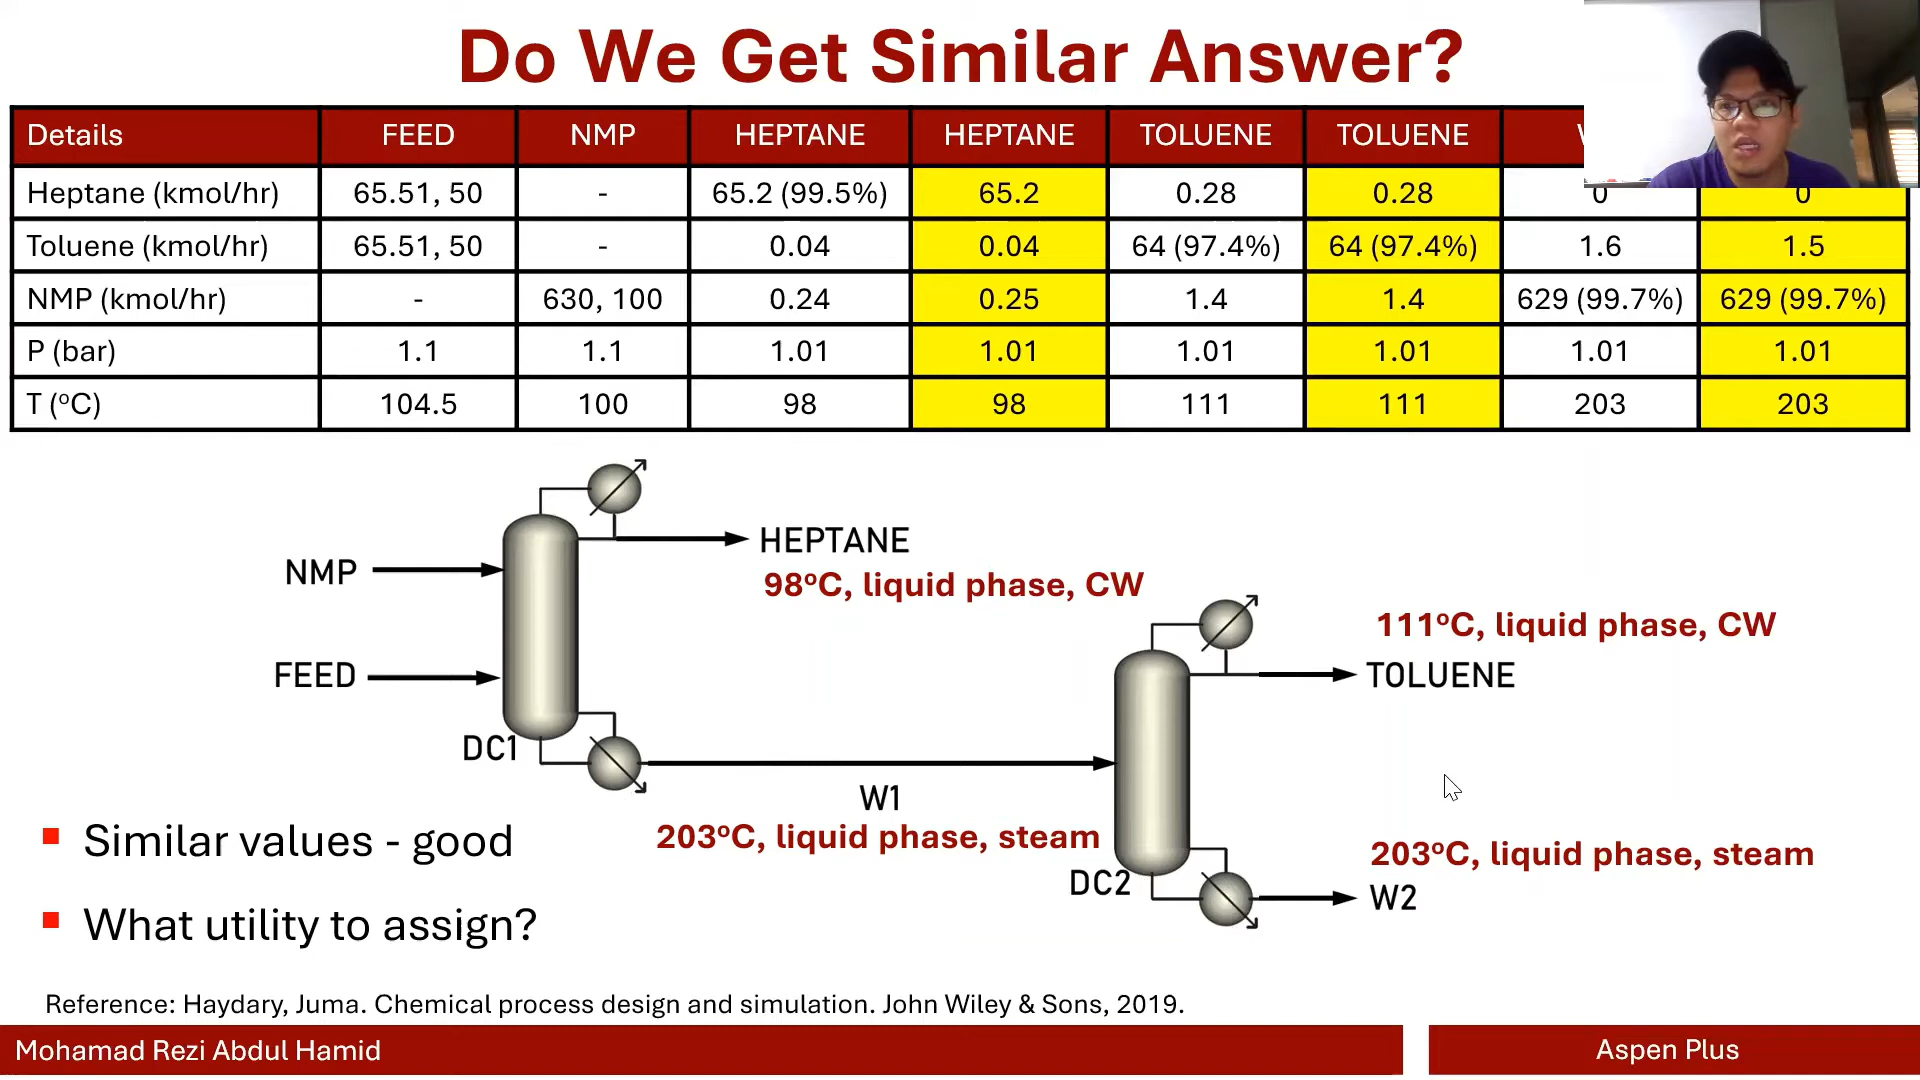 Do We Get Similar Answer?
Details FEED NMP HEPTANE HEPTANE TOLUENE TOLUENE
Heptane (kmol/hr) 65.51, 50 - 65.2 (99.5%) 65.2 0.28 0.28 0 0
Toluene (kmol/hr) 65.51, 50 - 0.04 0.04 64 (97.4%) 64 (97.4%) 1.6 1.5
NMP (kmol/hr) - 630, 100 0.24 0.25 1.4 1.4 629 (99.7%) 629 (99.7%)
P (bar) 1.1 1.1 1.01 1.01 1.01 1.01 1.01 1.01
T (°C) 104.5 100 98 98 111 111 203 203
HEPTANE
NMP
98°C, liquid phase, CW
111°C, liquid phase, CW
FEED
TOLUENE
DC1
W1
203°C, liquid phase, steam
203°C, liquid phase, steam
DC2
W2
Similar values - good
What utility to assign?
Reference: Haydary, Juma. Chemical process design and simulation. John Wiley & Sons, 2019.
Mohamad Rezi Abdul Hamid
Aspen Plus